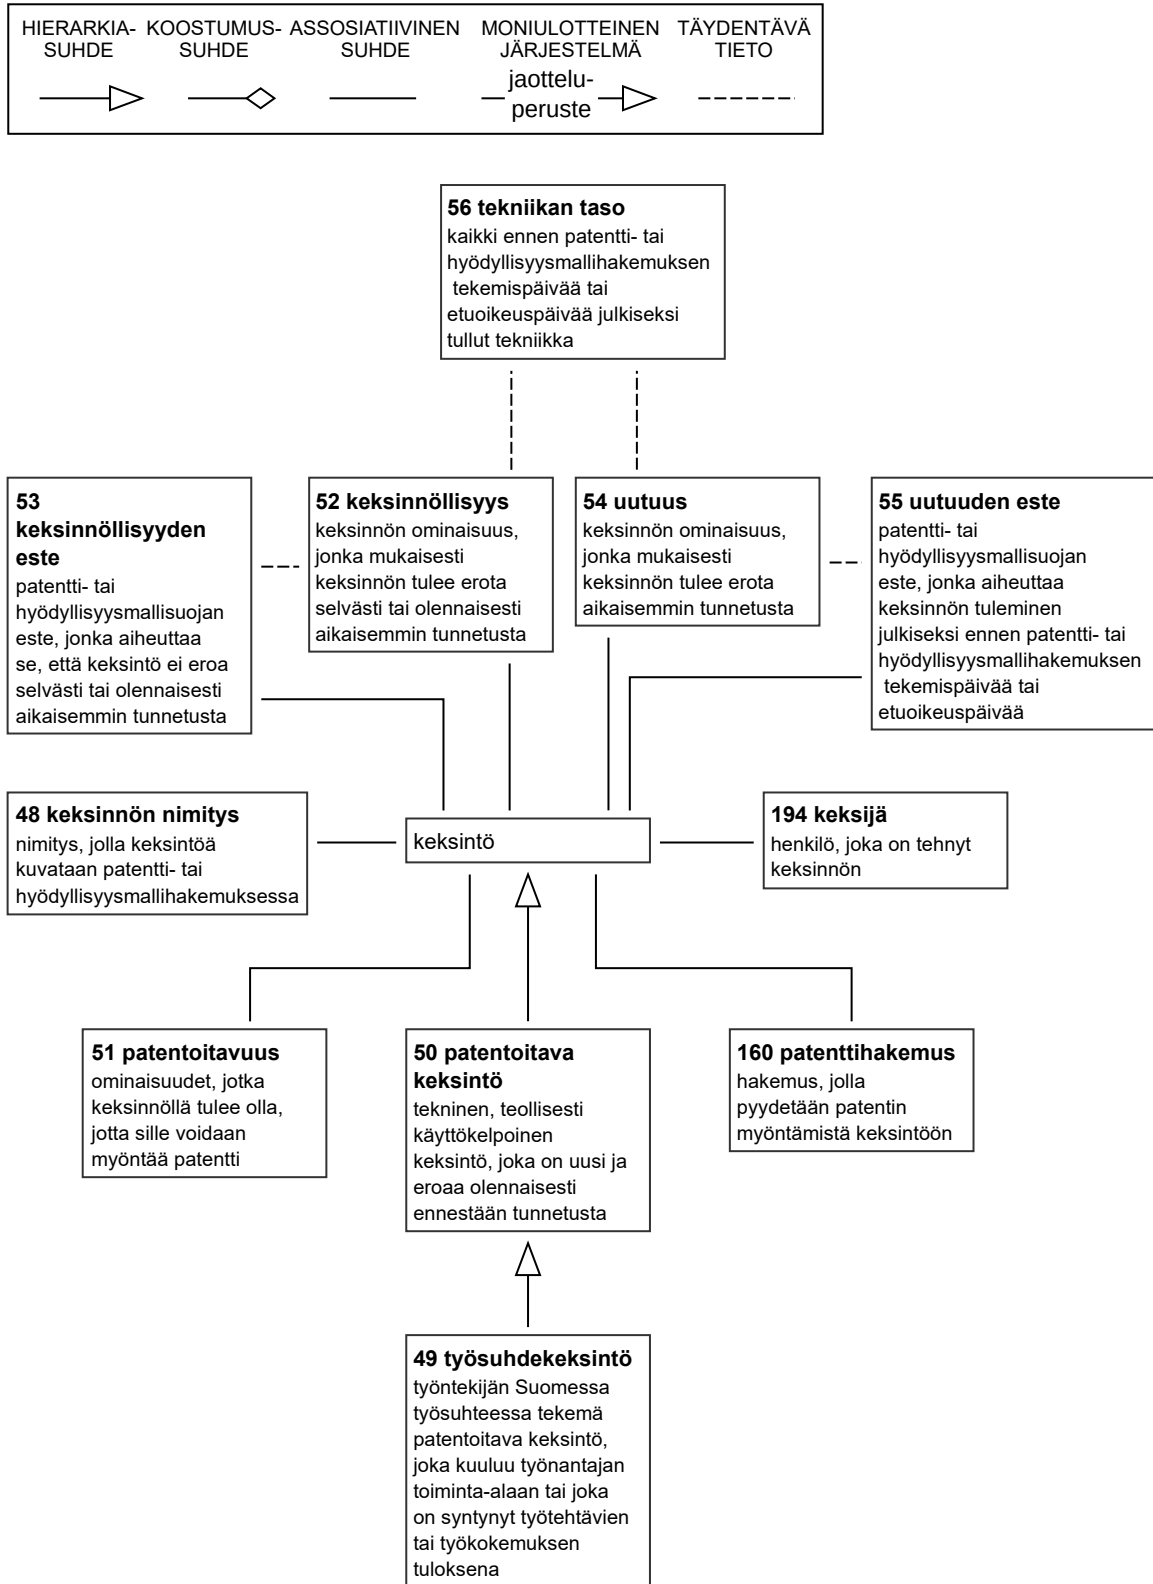 HIERARKIA-
SUHDE
KOOSTUMUS-
SUHDE
ASSOSIATIIVINEN
SUHDE
MONIULOTTEINEN
JÄRJESTELMÄ
TÄYDENTÄVÄ
TIETO
jaottelu-
peruste
56 tekniikan taso
kaikki ennen patentti- tai
hyödyllisyysmallihakemuksen
tekemispäivää tai
etuoikeuspäivää julkiseksi
tullut tekniikka
53
keksinnöllisyyden
este
patentti- tai
hyödyllisyysmallisuojan
este, jonka aiheuttaa
se, että keksintö ei eroa
selvästi tai olennaisesti
aikaisemmin tunnetusta
52 keksinnöllisyys
keksinnön ominaisuus,
jonka mukaisesti
keksinnön tulee erota
selvästi tai olennaisesti
aikaisemmin tunnetusta
54 uutuus
keksinnön ominaisuus,
jonka mukaisesti
keksinnön tulee erota
aikaisemmin tunnetusta
55 uutuuden este
patentti- tai
hyödyllisyysmallisuojan
este, jonka aiheuttaa
keksinnön tuleminen
julkiseksi ennen patentti- tai
hyödyllisyysmallihakemuksen
tekemispäivää tai
etuoikeuspäivää
48 keksinnön nimitys
nimitys, jolla keksintöä
kuvataan patentti- tai
hyödyllisyysmallihakemuksessa
keksintö
194 keksijä
henkilö, joka on tehnyt
keksinnön
51 patentoitavuus
ominaisuudet, jotka
keksinnöllä tulee olla,
jotta sille voidaan
myöntää patentti
50 patentoitava
keksintö
tekninen, teollisesti
käyttökelpoinen
keksintö, joka on uusi ja
eroaa olennaisesti
ennestään tunnetusta
160 patenttihakemus
hakemus, jolla
pyydetään patentin
myöntämistä keksintöön
49 työsuhdekeksintö
työntekijän Suomessa
työsuhteessa tekemä
patentoitava keksintö,
joka kuuluu työnantajan
toiminta-alaan tai joka
on syntynyt työtehtävien
tai työkokemuksen
tuloksena